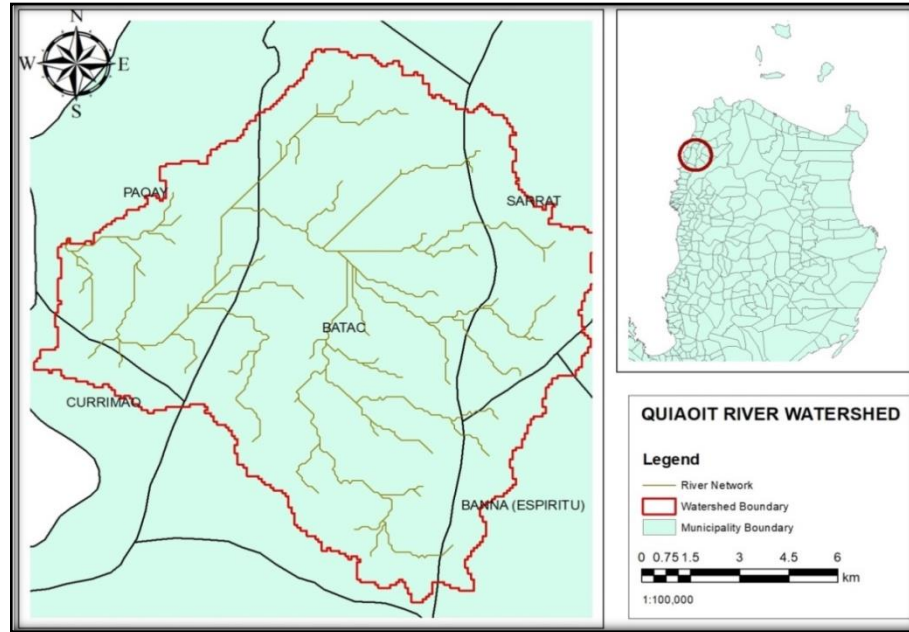 N
W E
S
PAOAY
SARRAT
BATAC
CURRIMAO
BANNA (ESPIRITU)
QUIAOIT RIVER WATERSHED
Legend
River Network
Watershed Boundary
Municipality Boundary
0 0.75 1.5 3 4.5 6
km
1:100,000